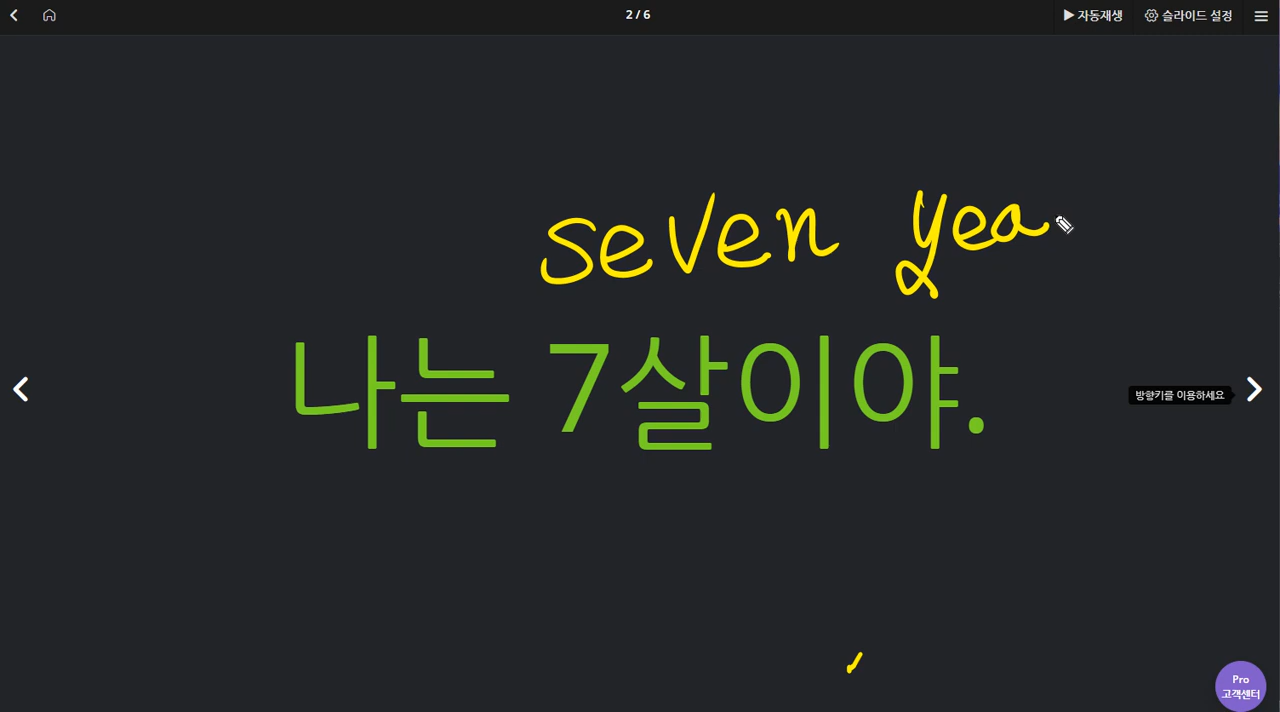 2 / 6
자동재생
슬라이드 설정
seven yea
나는 7살이야.
방향키를 이용하세요
Pro
고객센터